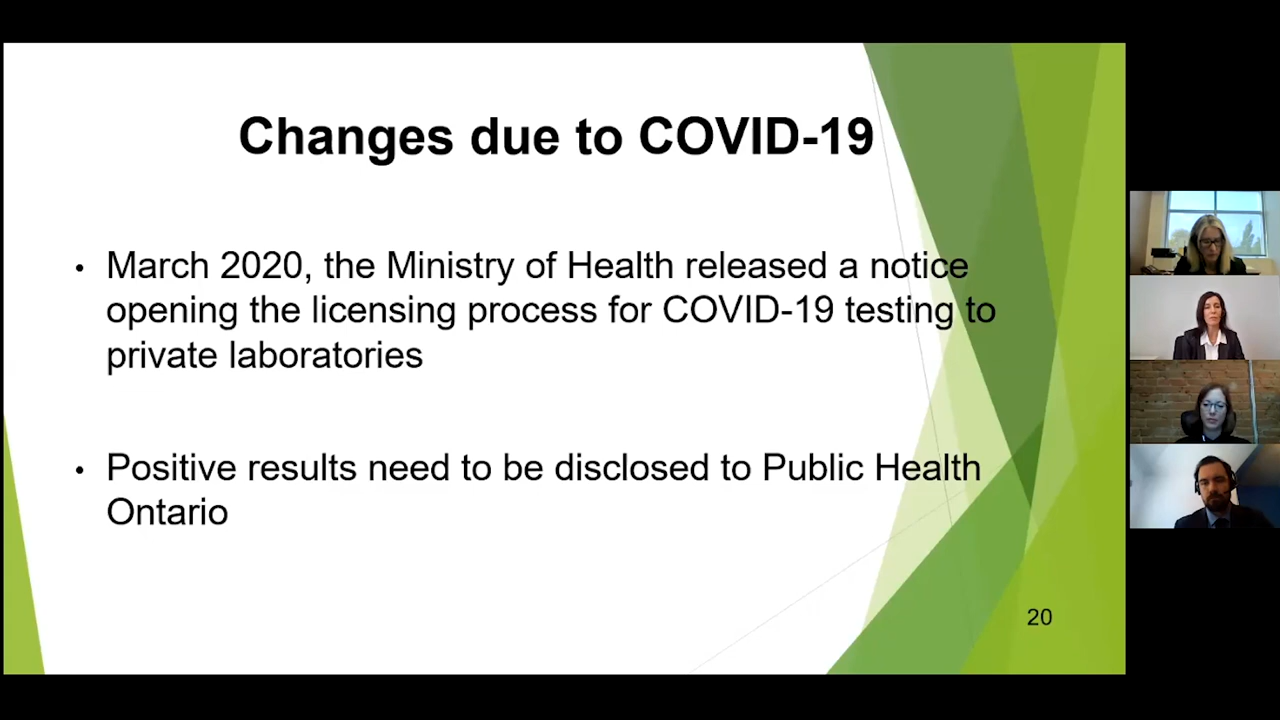 Changes due to COVID-19
• March 2020, the Ministry of Health released a notice
opening the licensing process for COVID-19 testing to
private laboratories
• Positive results need to be disclosed to Public Health
Ontario
20